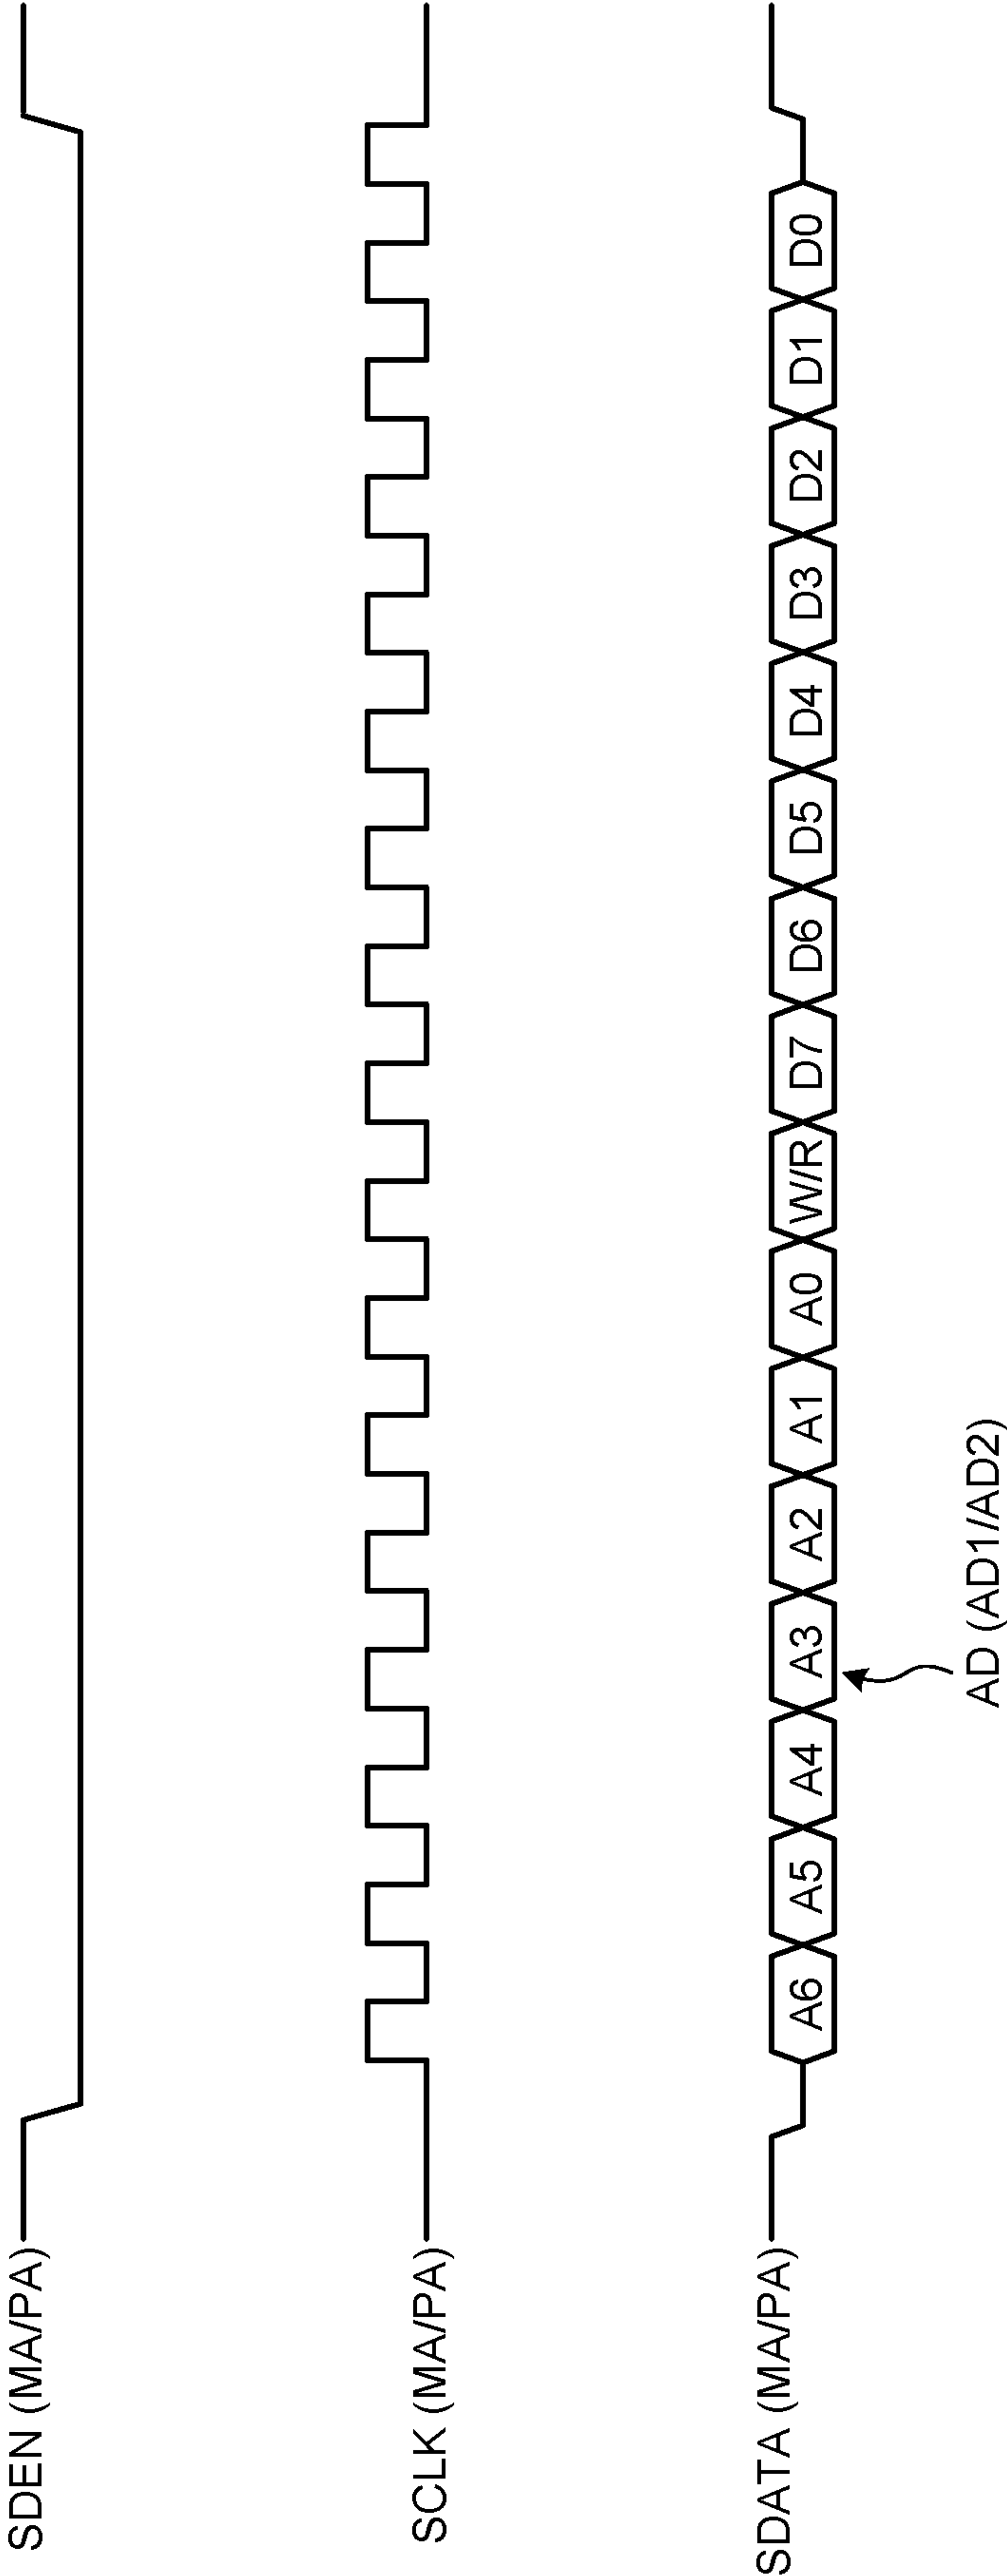 SDEN (MA/PA)
SCLK (MA/PA)
SDATA (MA/PA)
A6 A5 A4 A3 A2 A1 A0 W/R D7 D6 D5 D4 D3 D2 D1 D0
AD (AD1/AD2)